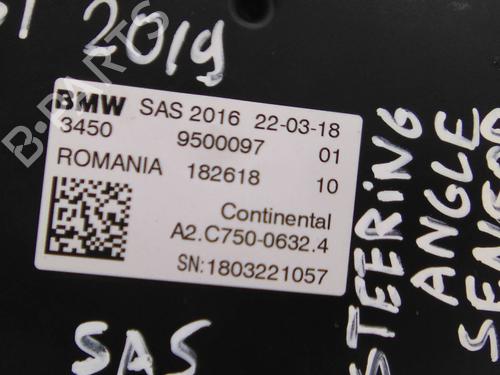 2019
BMW SAS 2016 22-03-18
3450 9500097 01
ROMANIA 182618 10
Continental
A2.C750-0632.4
SN:1803221057
SAS
STEERING
ANGLE
SENSOR